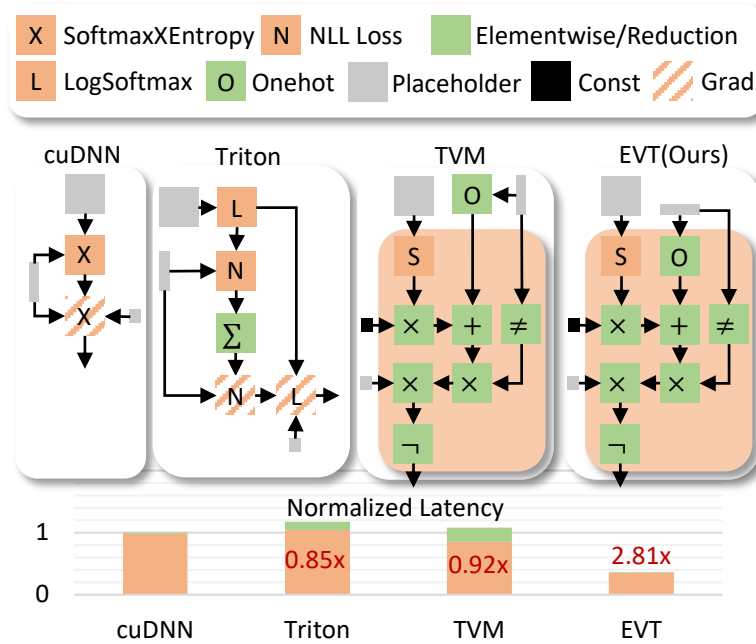 X SoftmaxXEntropy N NLL Loss Elementwise/Reduction
L LogSoftmax O Onehot Placeholder Const Grad
cuDNN Triton TVM EVT(Ours)
L O
X N S S O
X Σ × + ≠ × + ≠
N L × × × ×
¬ ¬
Normalized Latency
1
0.85x 0.92x 2.81x
0
cuDNN Triton TVM EVT